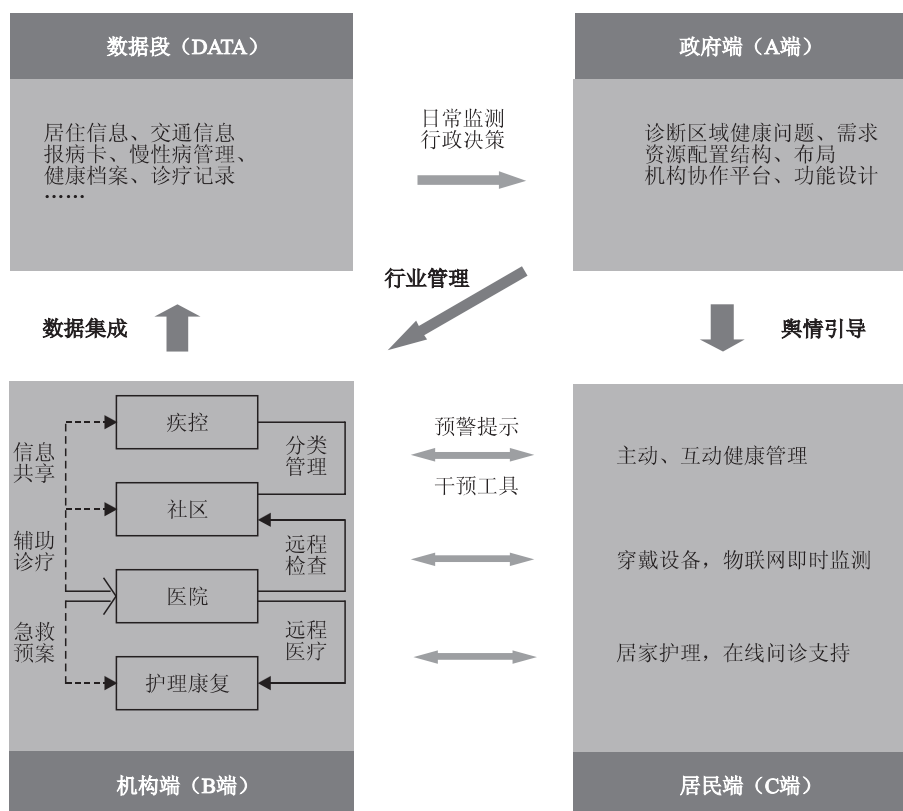 数据段（DATA）
居住信息、交通信息
报病卡、慢性病管理、
健康档案、诊疗记录
……
日常监测
行政决策
政府端（A端）
诊断区域健康问题、需求
资源配置结构、布局
机构协作平台、功能设计
数据集成
行业管理
舆情引导
信息
共享
辅助
诊疗
急救
预案
疾控
社区
医院
护理康复
分类
管理
远程
检查
远程
医疗
机构端（B端）
预警提示
干预工具
主动、互动健康管理
穿戴设备，物联网即时监测
居家护理，在线问诊支持
居民端（C端）